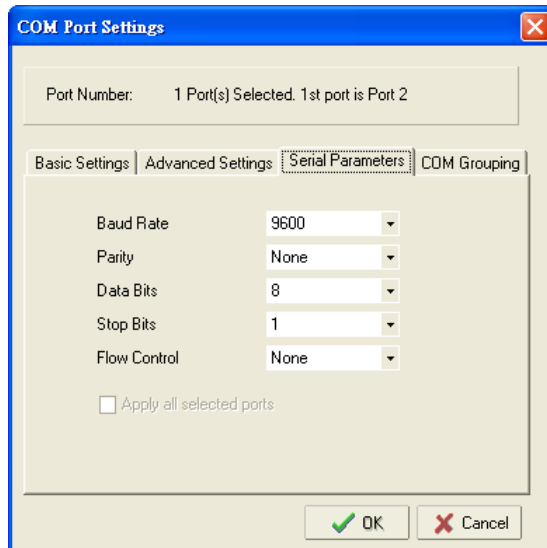 COM Port Settings
Port Number: 1 Port(s) Selected. 1st port is Port 2
Basic Settings Advanced Settings Serial Parameters COM Grouping
Baud Rate 9600
Parity None
Data Bits 8
Stop Bits 1
Flow Control None
Apply all selected ports
OK Cancel